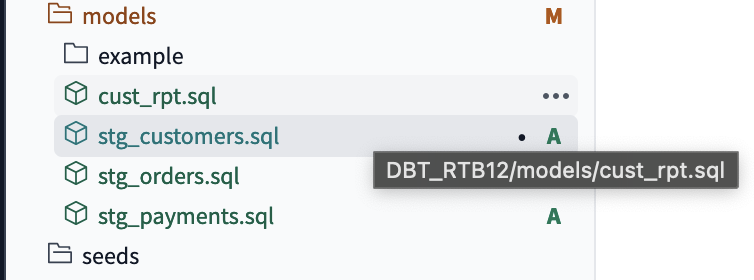 models M
example
cust_rpt.sql
stg_customers.sql A
DBT_RTB12/models/cust_rpt.sql
stg_orders.sql
stg_payments.sql A
seeds